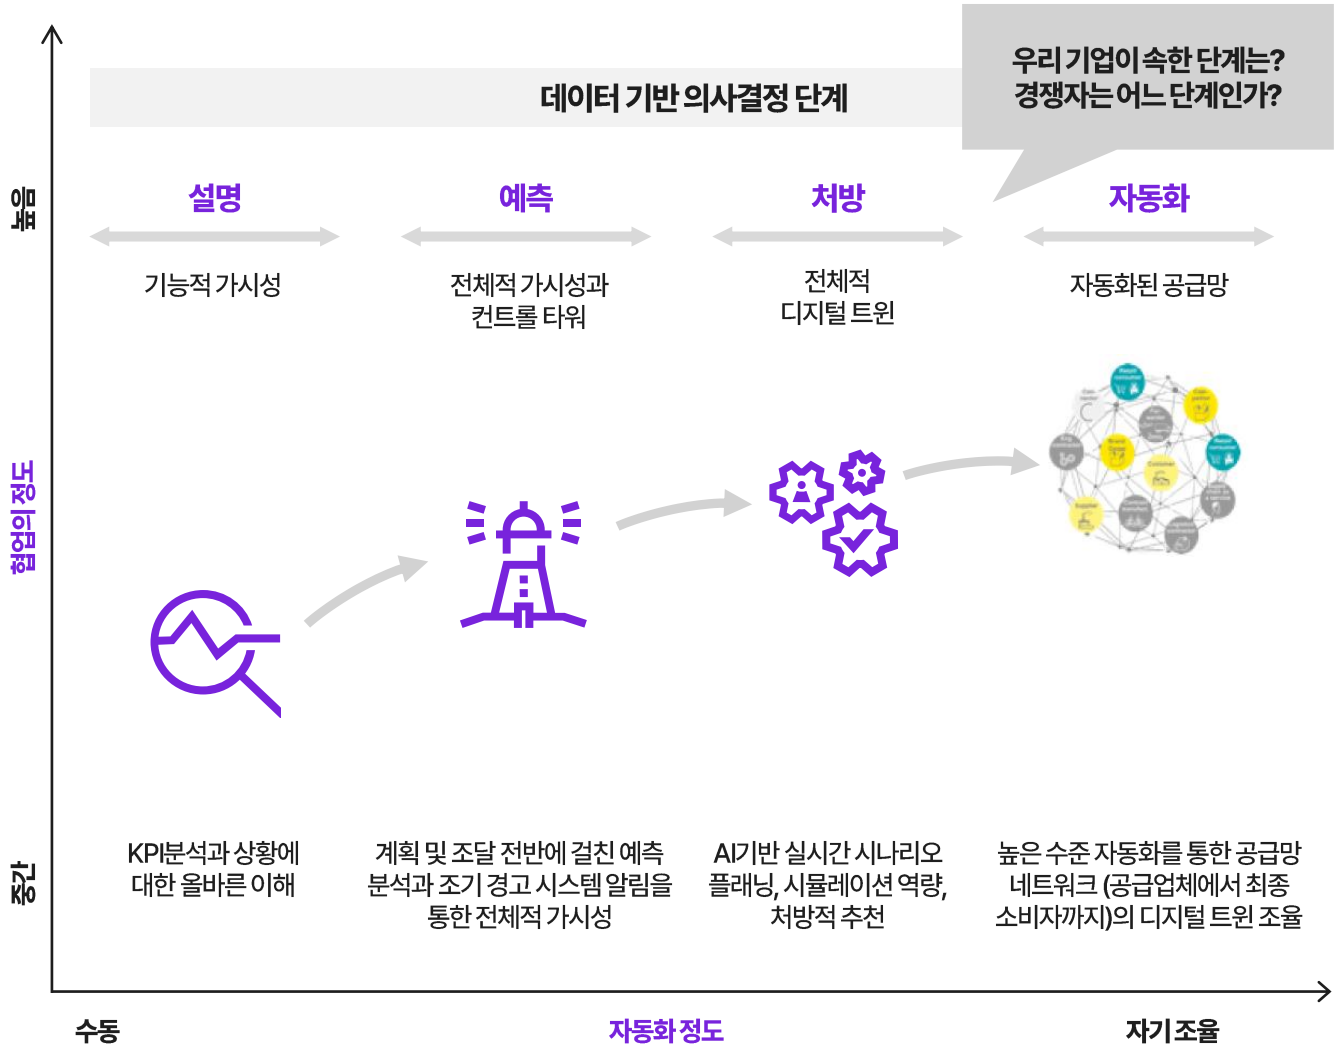 우리 기업이 속한 단계는?
경쟁자는 어느 단계인가?
데이터 기반 의사결정 단계
높음
설명
예측
처방
자동화
기능적 가시성
전체적 가시성과
컨트롤 타워
전체적
디지털 트윈
자동화된 공급망
협업의 정도
중간
KPI분석과 상황에
대한 올바른 이해
계획 및 조달 전반에 걸친 예측
분석과 조기 경고 시스템 알림을
통한 전체적 가시성
AI기반 실시간 시나리오
플래닝, 시뮬레이션 역량,
처방적 추천
높은 수준 자동화를 통한 공급망
네트워크 (공급업체에서 최종
소비자까지)의 디지털 트윈 조율
수동
자동화 정도
자기 조율